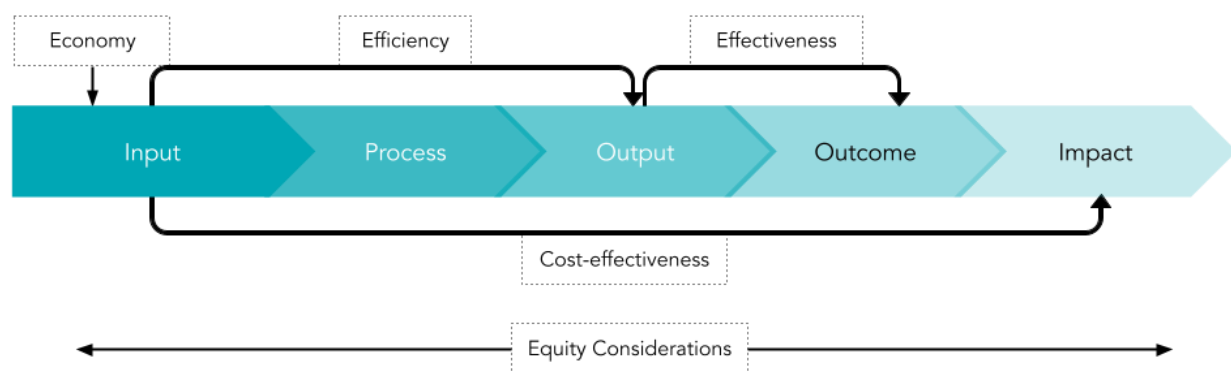 Economy
Efficiency
Effectiveness
Input
Process
Output
Outcome
Impact
Cost-effectiveness
Equity Considerations